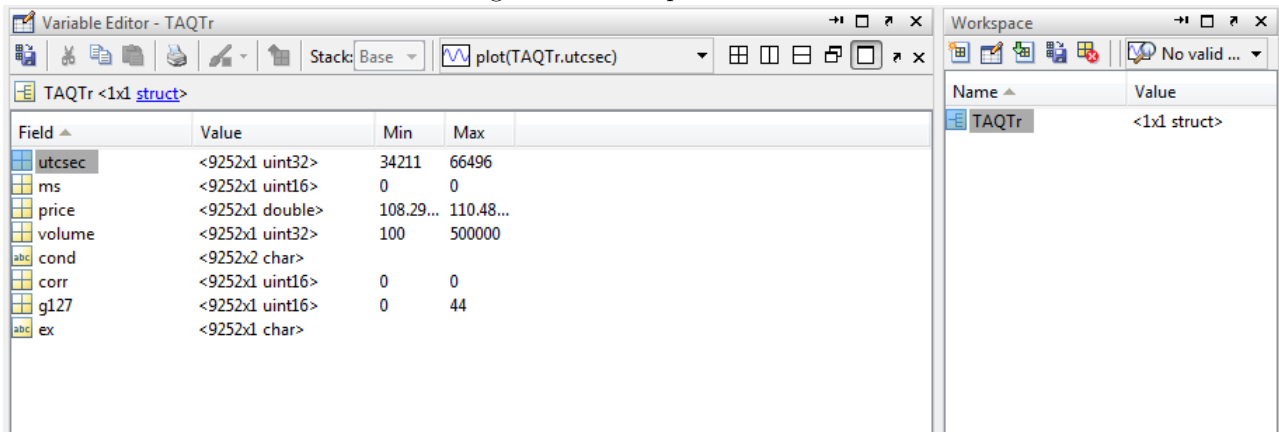 Variable Editor - TAQTr
Stack: Base plot(TAQTr.utcsec)
TAQTr <1x1 struct>
Field Value Min Max
utcsec <9252x1 uint32> 34211 66496
ms <9252x1 uint16> 0 0
price <9252x1 double> 108.29... 110.48...
volume <9252x1 uint32> 100 500000
abc cond <9252x2 char>
corr <9252x1 uint16> 0 0
g127 <9252x1 uint16> 0 44
abc ex <9252x1 char>
Workspace
No valid ...
Name Value
TAQTr <1x1 struct>